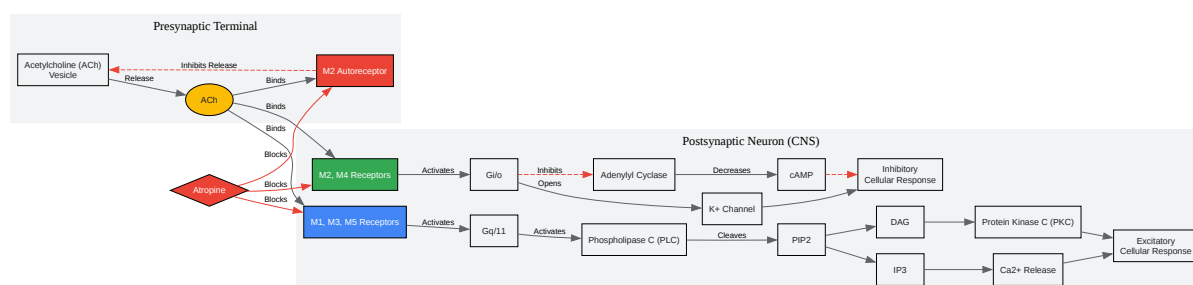 Presynaptic Terminal
Acetylcholine (ACh)
Vesicle
Inhibits Release
Release
M2 Autoreceptor
Binds
ACh
Binds
Binds
Blocks
Blocks
Blocks
Atropine
Postsynaptic Neuron (CNS)
M2, M4 Receptors
Activates
Gi/o
Inhibits
Opens
Adenylyl Cyclase
Decreases
cAMP
Inhibitory
Cellular Response
K+ Channel
M1, M3, M5 Receptors
Activates
Gq/11
Activates
Phospholipase C (PLC)
Cleaves
PIP2
DAG
Protein Kinase C (PKC)
IP3
Ca2+ Release
Excitatory
Cellular Response